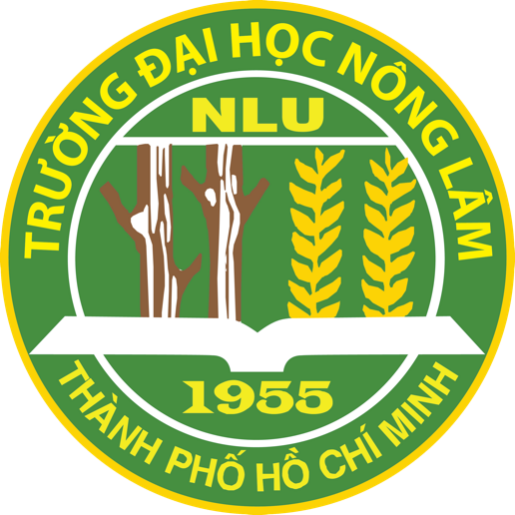 TRƯỜNG ĐẠI HỌC NÔNG LÂM
NLU
1955
THÀNH PHỐ HỒ CHÍ MINH